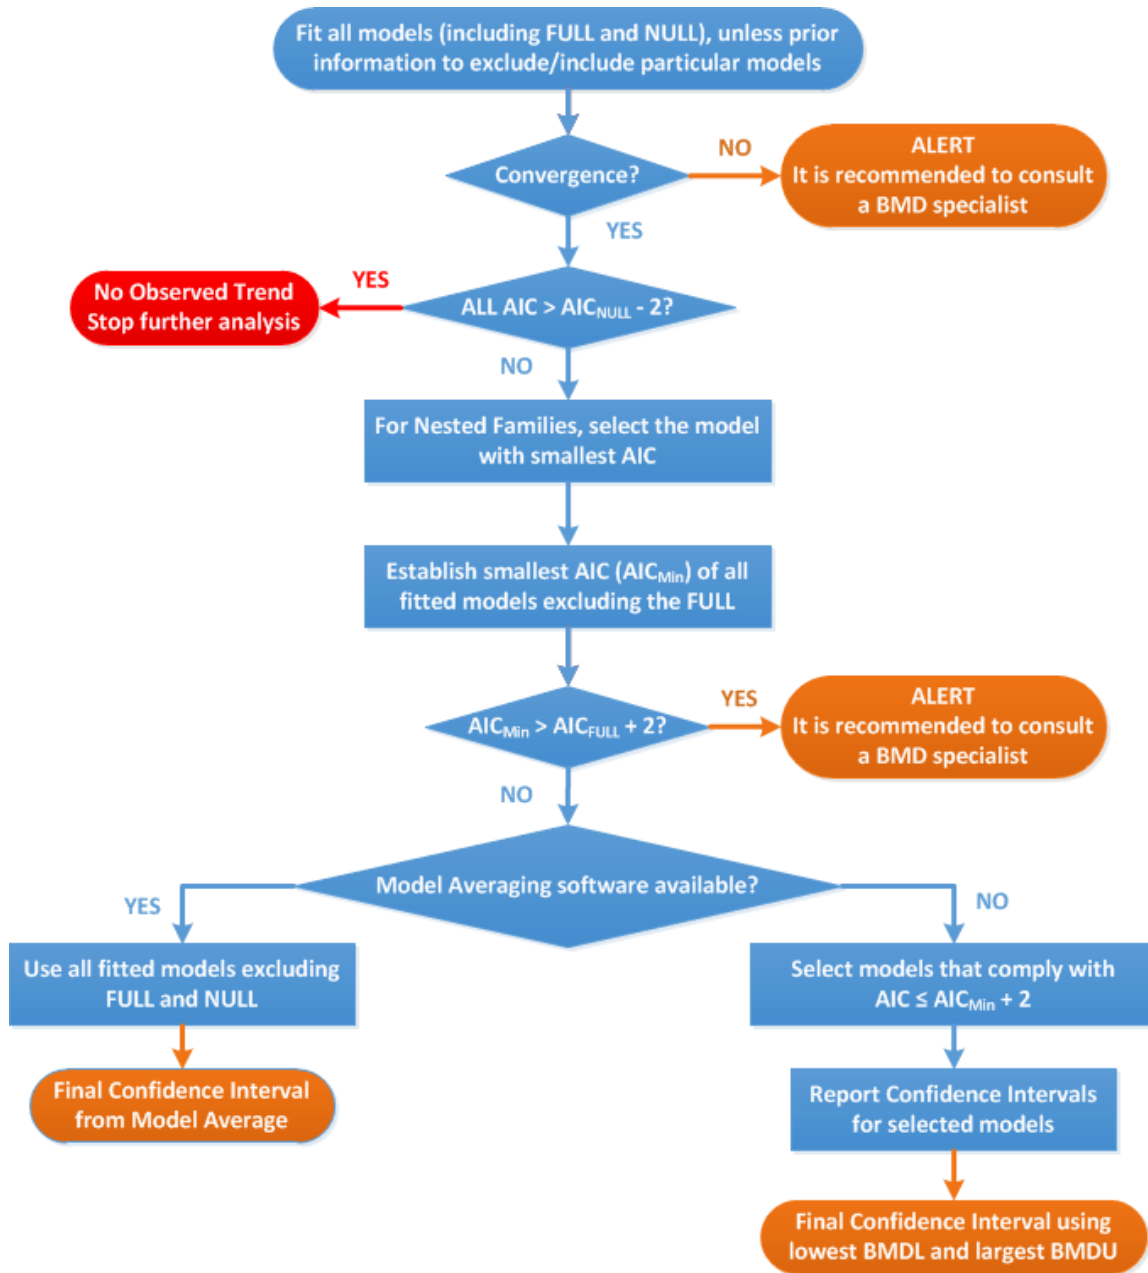 Fit all models (including FULL and NULL), unless prior
information to exclude/include particular models
Convergence?
NO
ALERT
It is recommended to consult
a BMD specialist
YES
ALL AIC > AIC_NULL - 2?
YES
No Observed Trend
Stop further analysis
NO
For Nested Families, select the model
with smallest AIC
Establish smallest AIC (AIC_Min) of all
fitted models excluding the FULL
AIC_Min > AIC_FULL + 2?
YES
ALERT
It is recommended to consult
a BMD specialist
NO
Model Averaging software available?
YES
NO
Use all fitted models excluding
FULL and NULL
Select models that comply with
AIC ≤ AIC_Min + 2
Final Confidence Interval
from Model Average
Report Confidence Intervals
for selected models
Final Confidence Interval using
lowest BMDL and largest BMDU